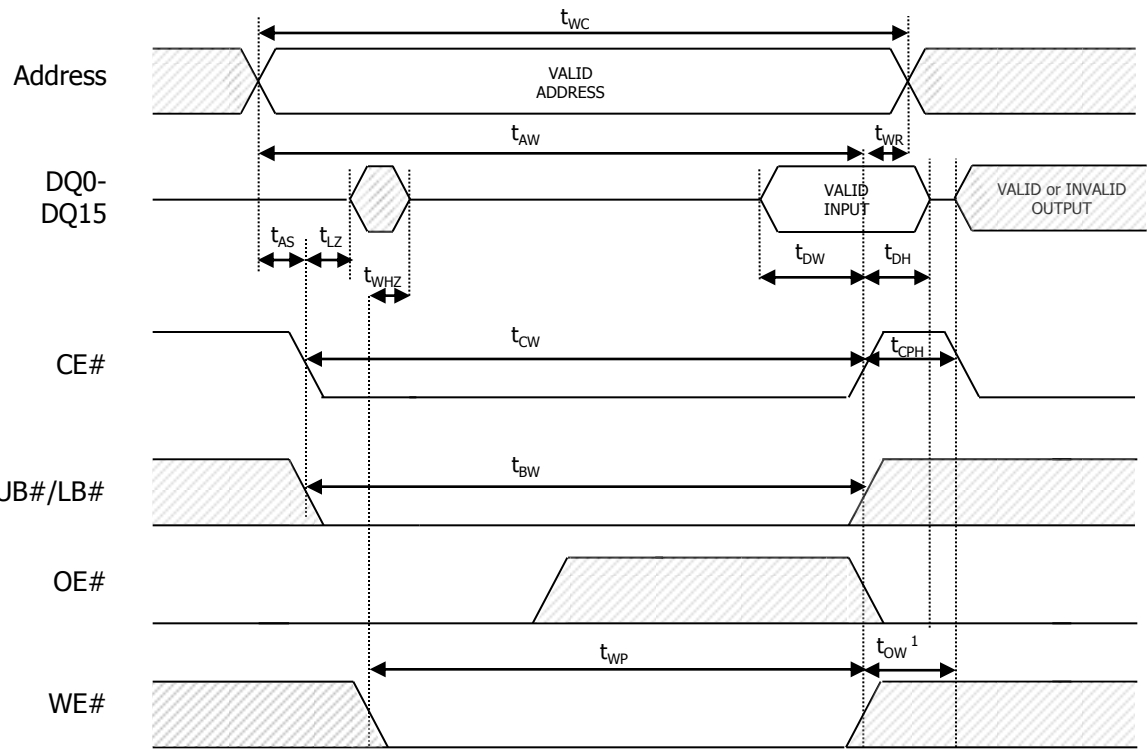 tWC
Address
VALID
ADDRESS
tAW
tWR
DQ0-
DQ15
VALID
INPUT
VALID or INVALID
OUTPUT
tAS
tLZ
tWHZ
tDW
tDH
CE#
tCW
tCPH
UB#/LB#
tBW
OE#
tWP
tOW 1
WE#